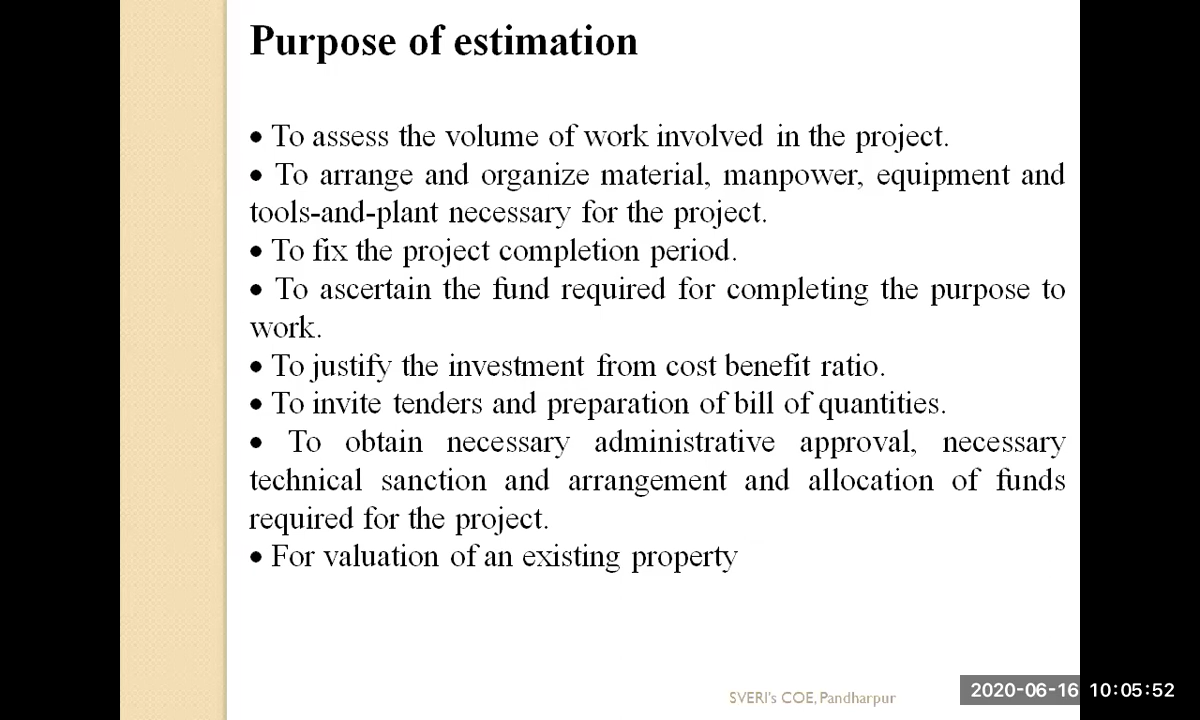 Purpose of estimation
• To assess the volume of work involved in the project.
• To arrange and organize material, manpower, equipment and
tools-and-plant necessary for the project.
• To fix the project completion period.
• To ascertain the fund required for completing the purpose to
work.
• To justify the investment from cost benefit ratio.
• To invite tenders and preparation of bill of quantities.
• To obtain necessary administrative approval, necessary
technical sanction and arrangement and allocation of funds
required for the project.
• For valuation of an existing property
SVERI's COE, Pandharpur
2020-06-16 10:05:52